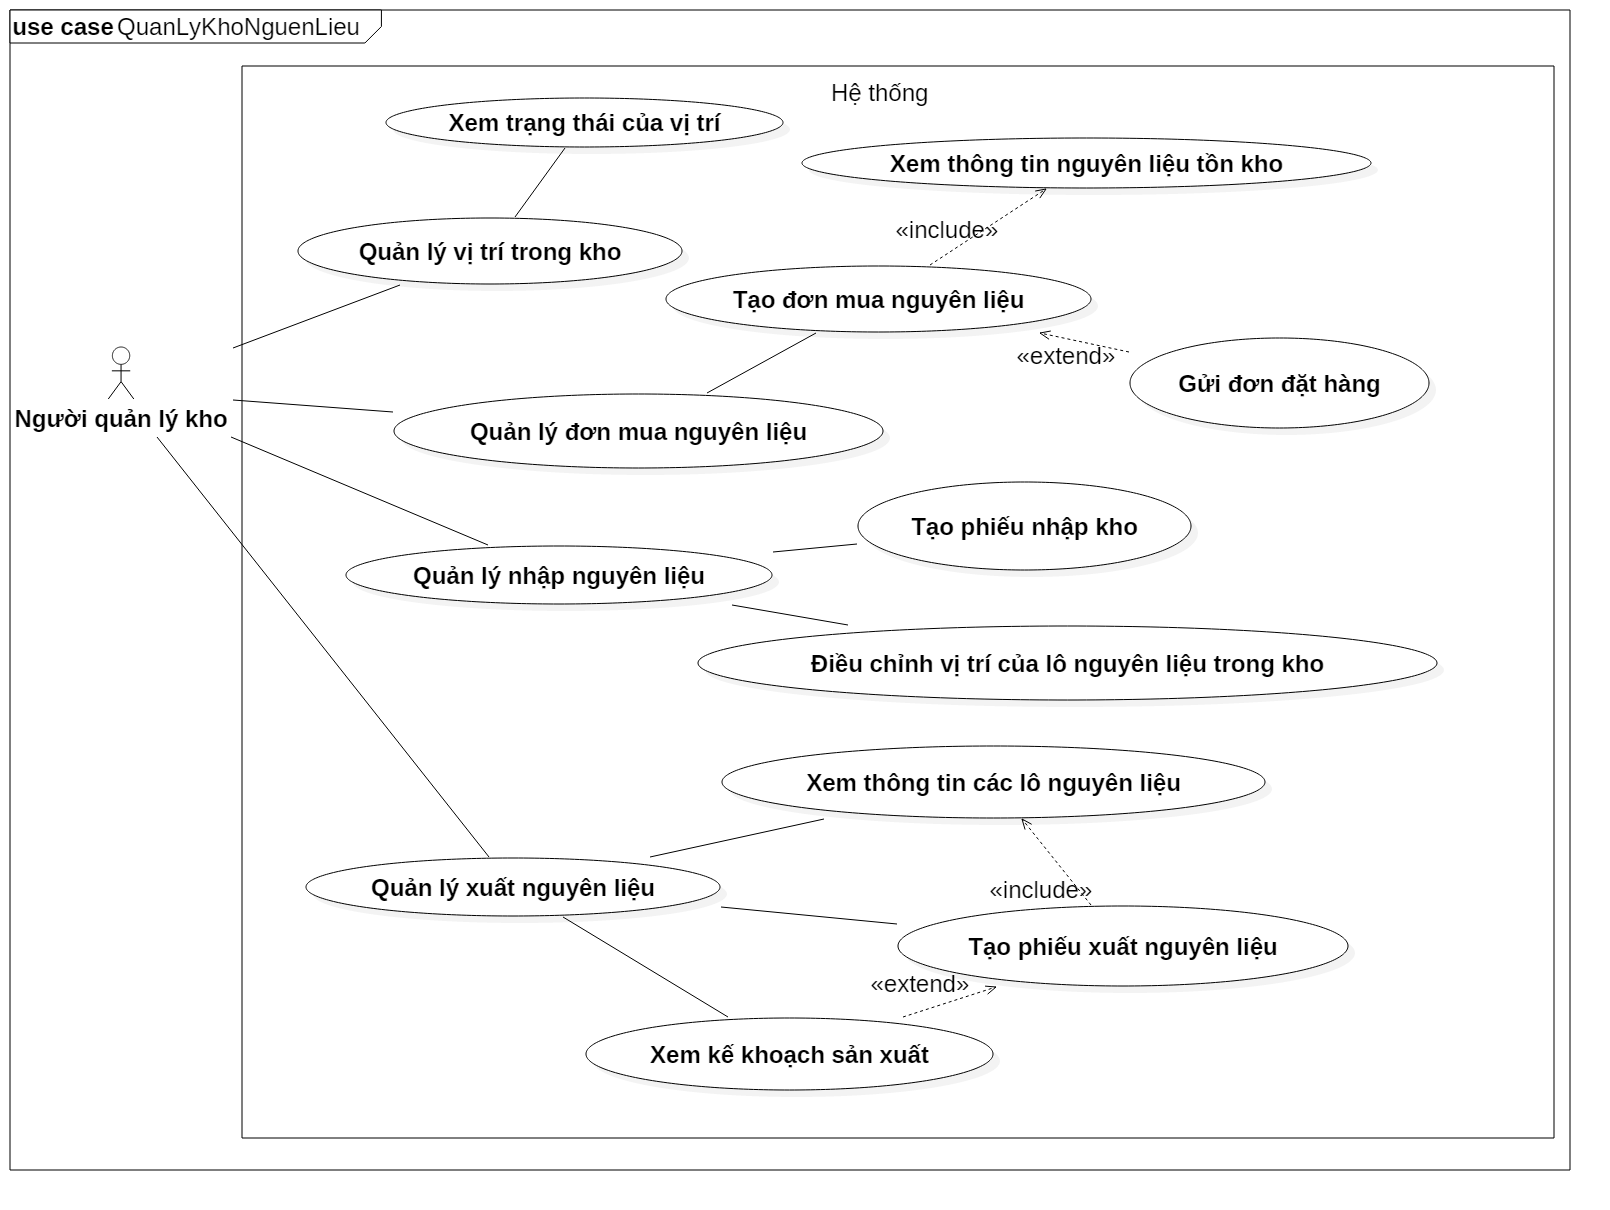 use case QuanLyKhoNguenLieu
Hệ thống
Xem trạng thái của vị trí
Xem thông tin nguyên liệu tồn kho
«include»
Quản lý vị trí trong kho
Tạo đơn mua nguyên liệu
«extend»
Gửi đơn đặt hàng
Người quản lý kho
Quản lý đơn mua nguyên liệu
Tạo phiếu nhập kho
Quản lý nhập nguyên liệu
Điều chỉnh vị trí của lô nguyên liệu trong kho
Xem thông tin các lô nguyên liệu
Quản lý xuất nguyên liệu
«include»
Tạo phiếu xuất nguyên liệu
«extend»
Xem kế khoạch sản xuất